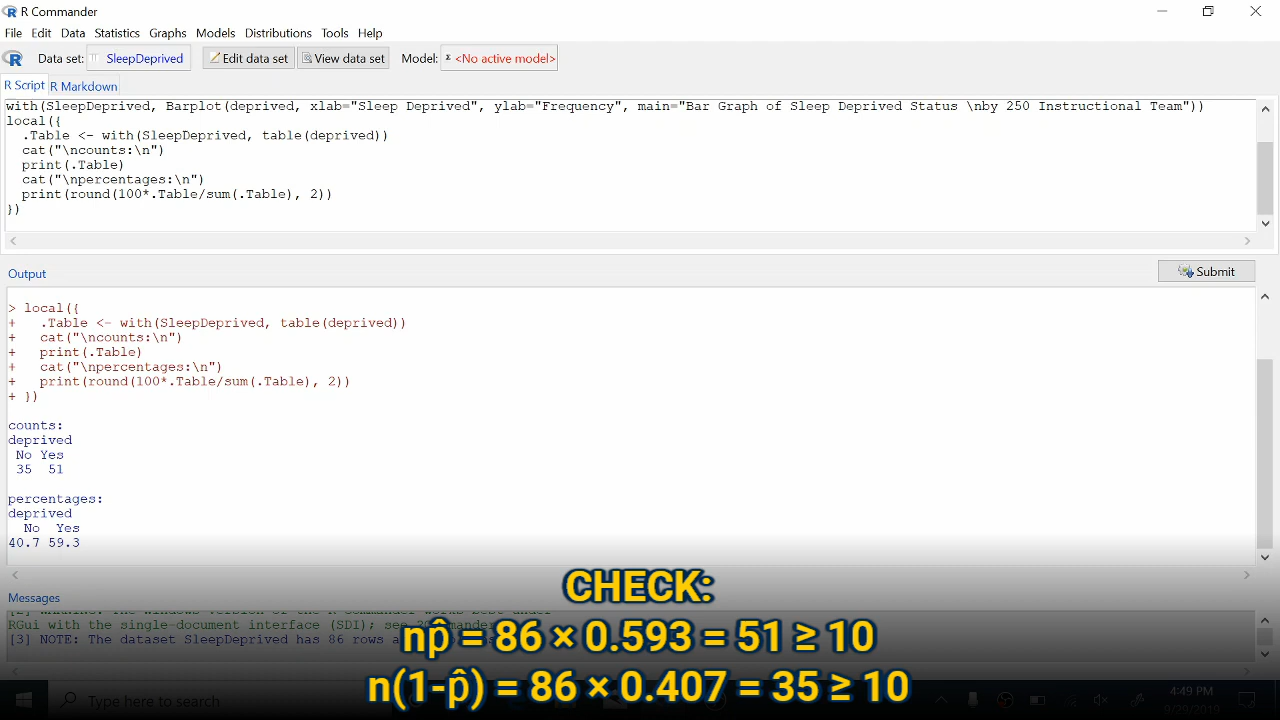 R Commander
File Edit Data Statistics Graphs Models Distributions Tools Help
Data set: SleepDeprived Edit data set View data set Model: Σ <No active model>
R Script R Markdown
with(SleepDeprived, Barplot(deprived, xlab="Sleep Deprived", ylab="Frequency", main="Bar Graph of Sleep Deprived Status \nby 250 Instructional Team"))
local({
  .Table <- with(SleepDeprived, table(deprived))
  cat("\ncounts:\n")
  print(.Table)
  cat("\npercentages:\n")
  print(round(100*.Table/sum(.Table), 2))
})
Output Submit
> local({
+   .Table <- with(SleepDeprived, table(deprived))
+   cat("\ncounts:\n")
+   print(.Table)
+   cat("\npercentages:\n")
+   print(round(100*.Table/sum(.Table), 2))
+ })
counts:
deprived
 No Yes
 35  51
percentages:
deprived
  No  Yes
40.7 59.3
CHECK:
Messages
RGui with the single-document interface (SDI); see
[3] NOTE: The dataset SleepDeprived has 86 rows
np̂ = 86 × 0.593 = 51 ≥ 10
n(1-p̂) = 86 × 0.407 = 35 ≥ 10
Type here to search
4:49 PM